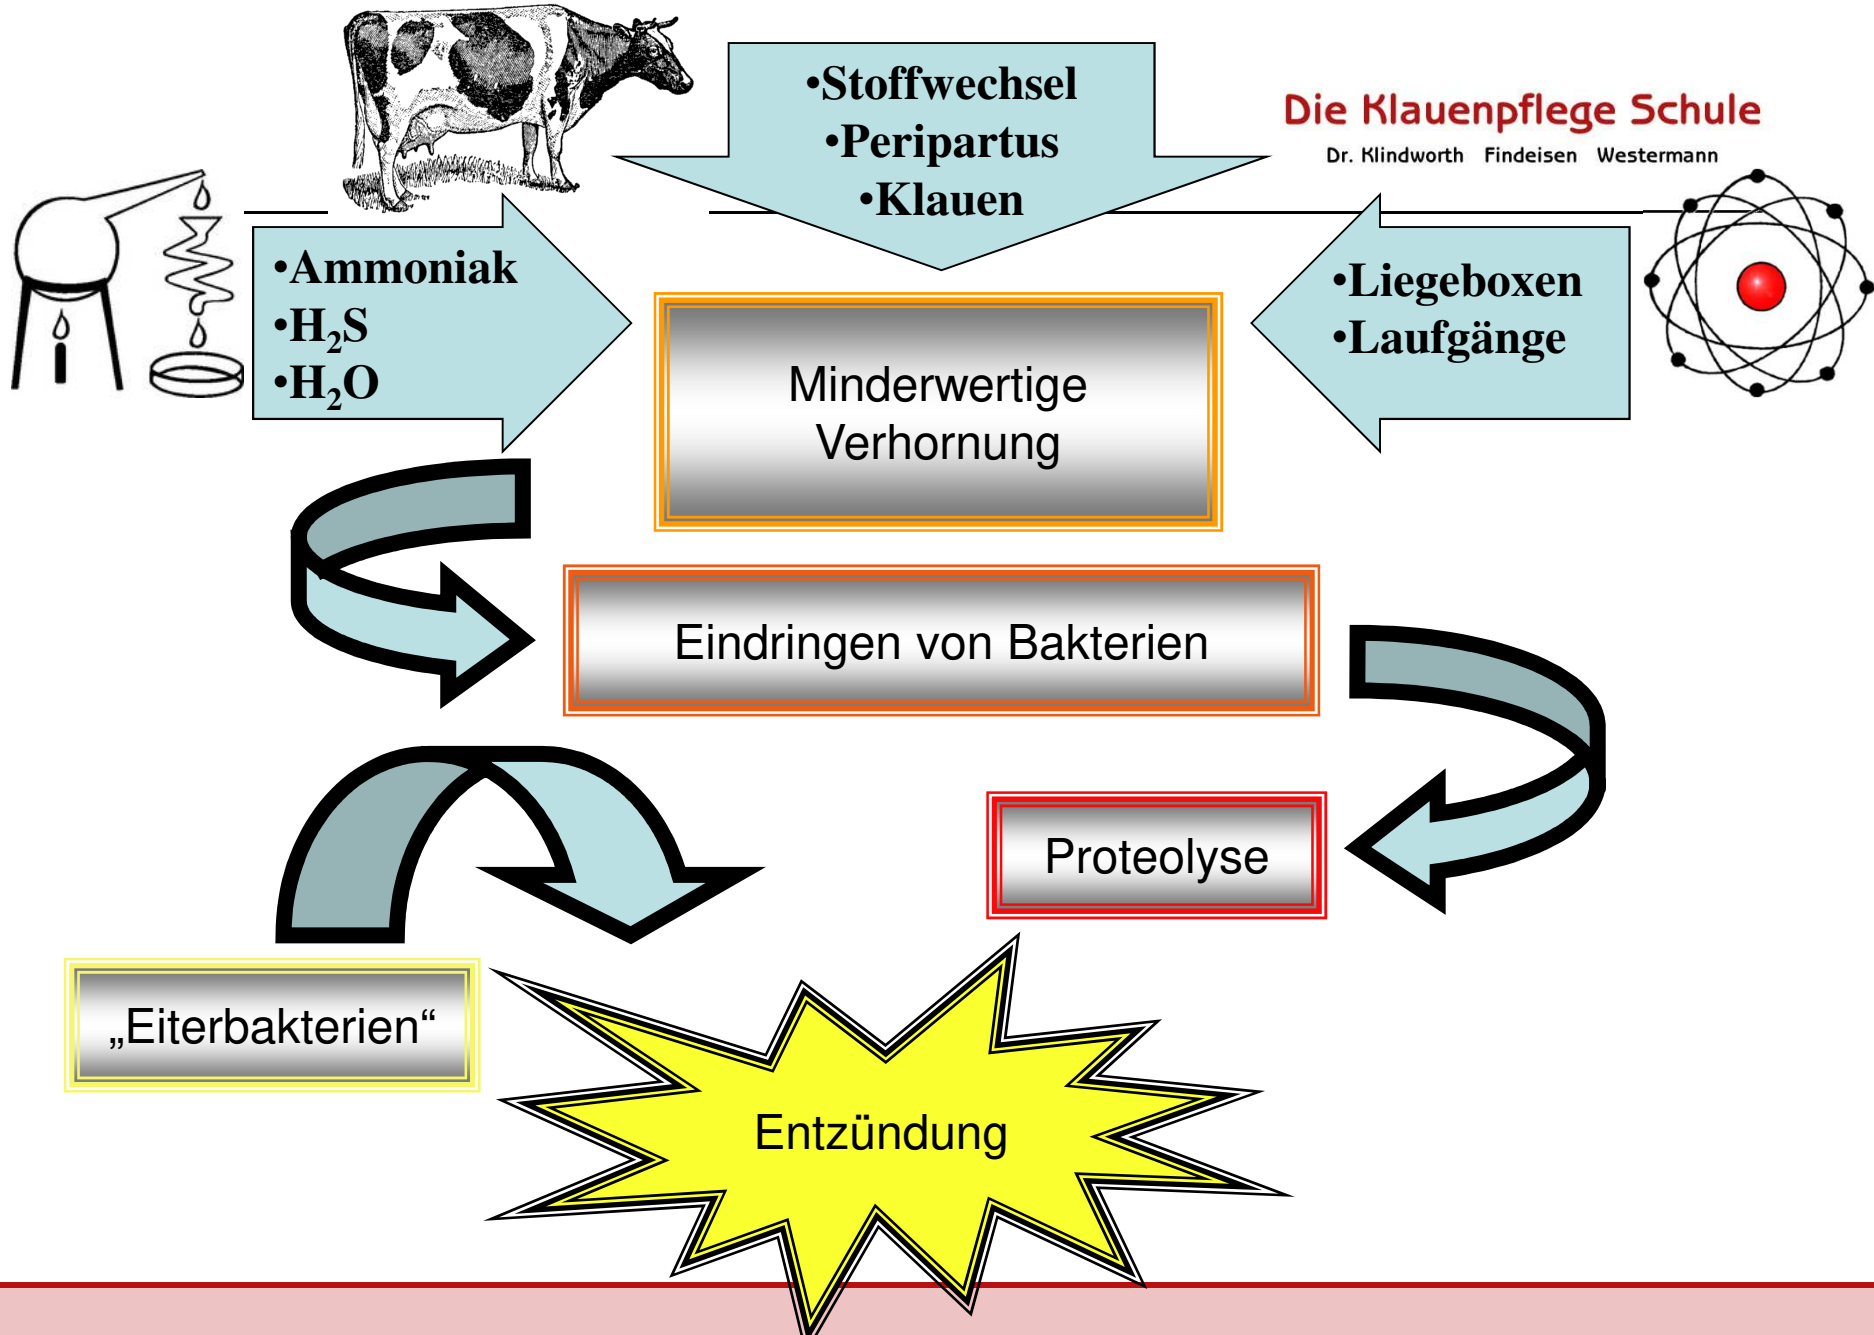 •Stoffwechsel
•Peripartus
•Klauen
Die Klauenpflege Schule
Dr. Klindworth Findeisen Westermann
•Ammoniak
•H₂S
•H₂O
•Liegeboxen
•Laufgänge
Minderwertige
Verhornung
Eindringen von Bakterien
Proteolyse
„Eiterbakterien“
Entzündung